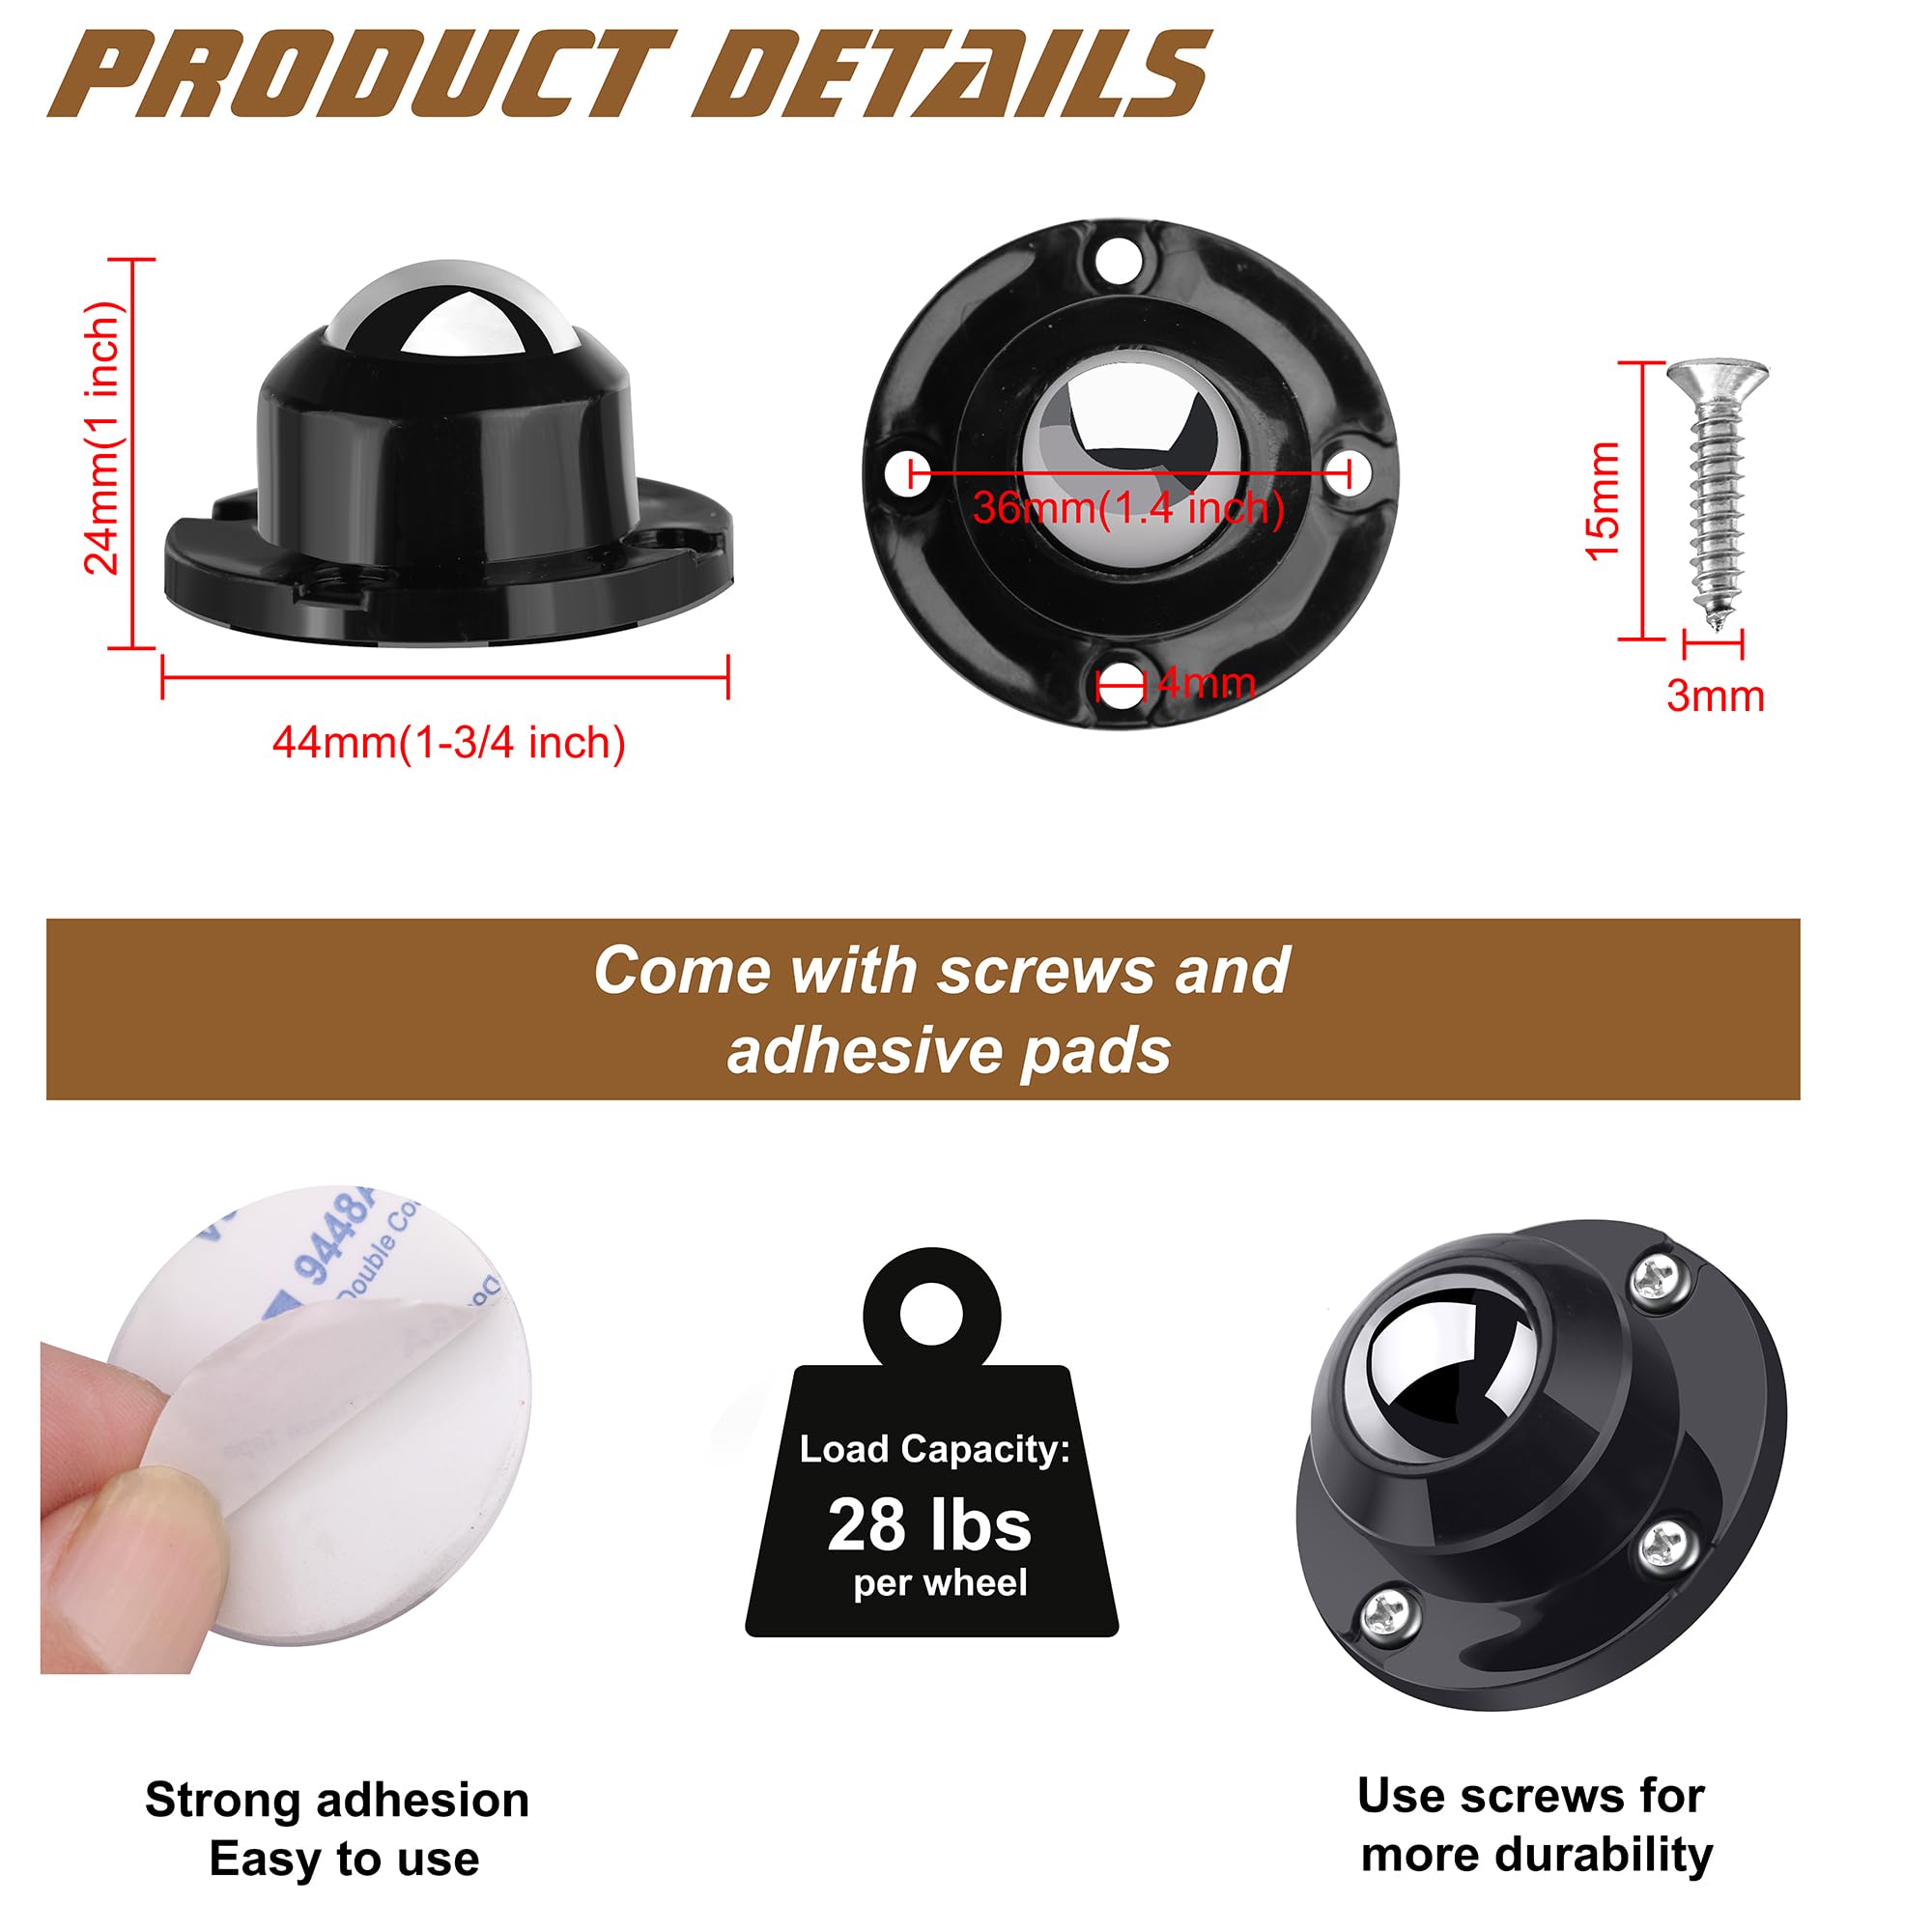 PRODUCT DETAILS
24mm(1 inch)
44mm(1-3/4 inch)
36mm(1.4 inch)
4mm
15mm
3mm
Come with screws and
adhesive pads
9448A
Double Co
Load Capacity:
28 lbs
per wheel
Strong adhesion
Easy to use
Use screws for
more durability